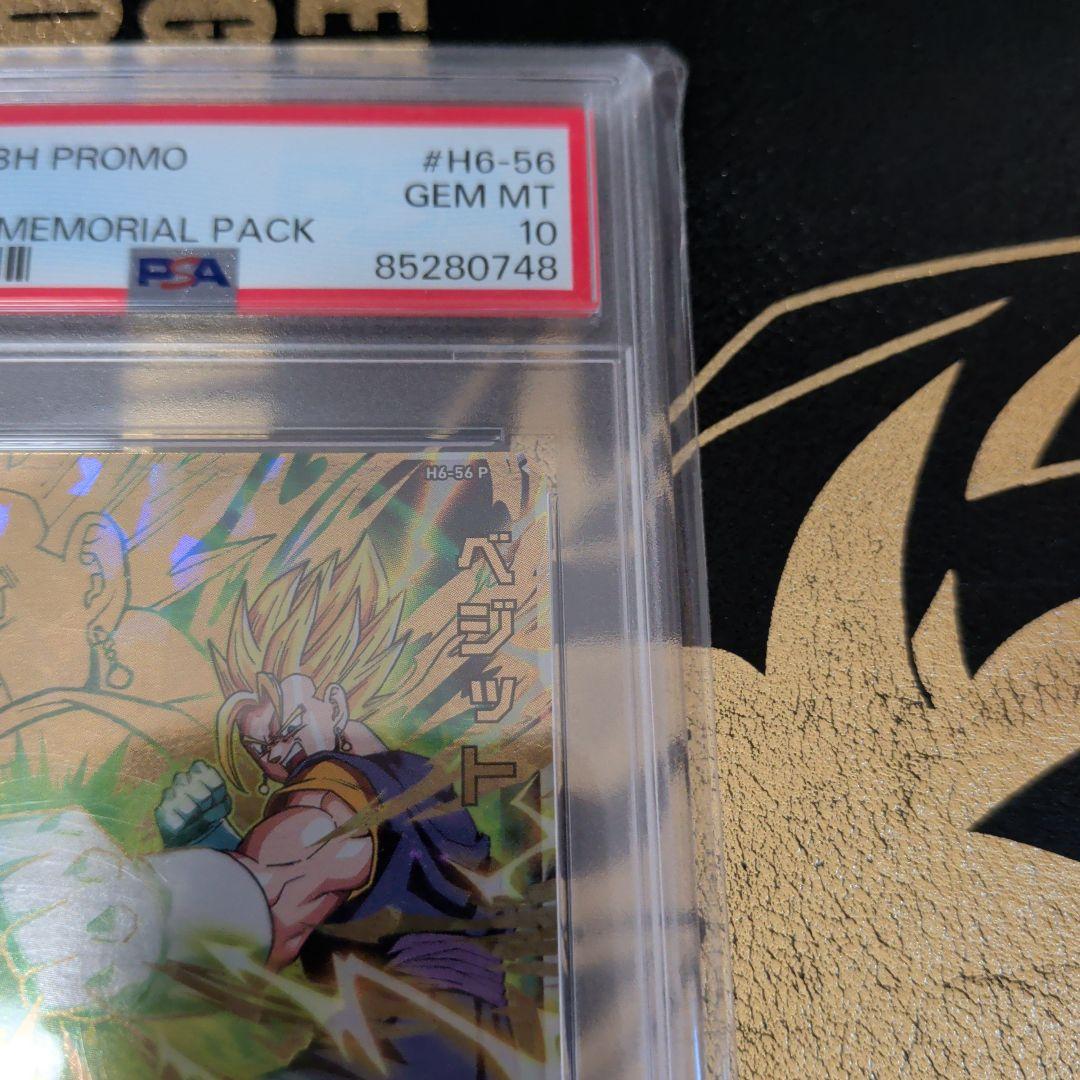 BH PROMO
#H6-56
GEM MT
MEMORIAL PACK
10
PSA
85280748
H6-56 P
ベジット